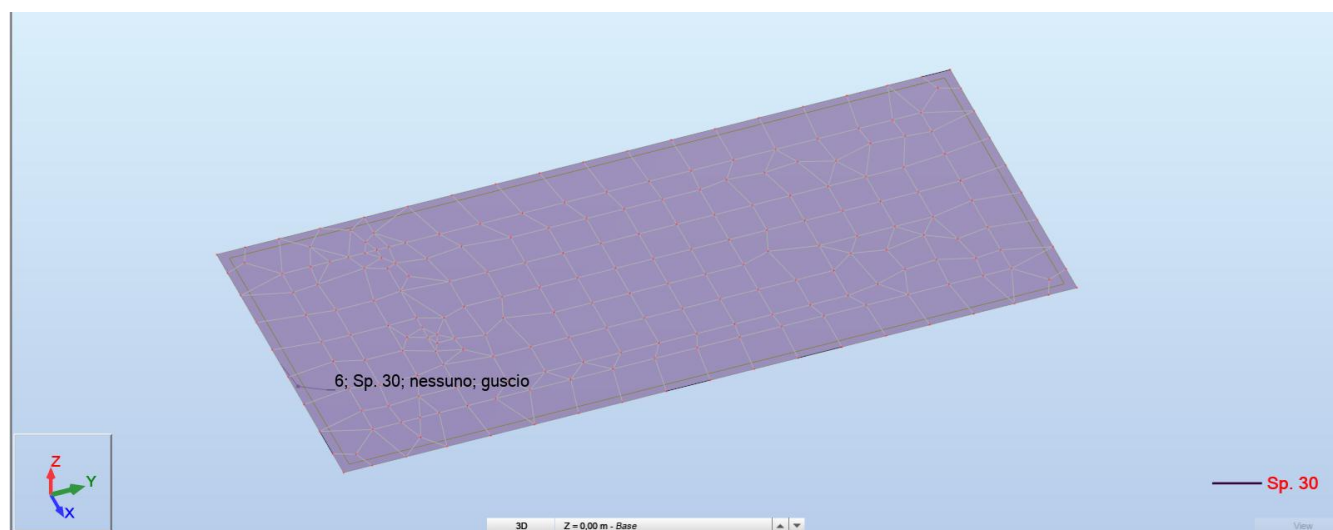 6; Sp. 30; nessuno; guscio
Z
Y
X
Sp. 30
3D
Z = 0,00 m - Base
View